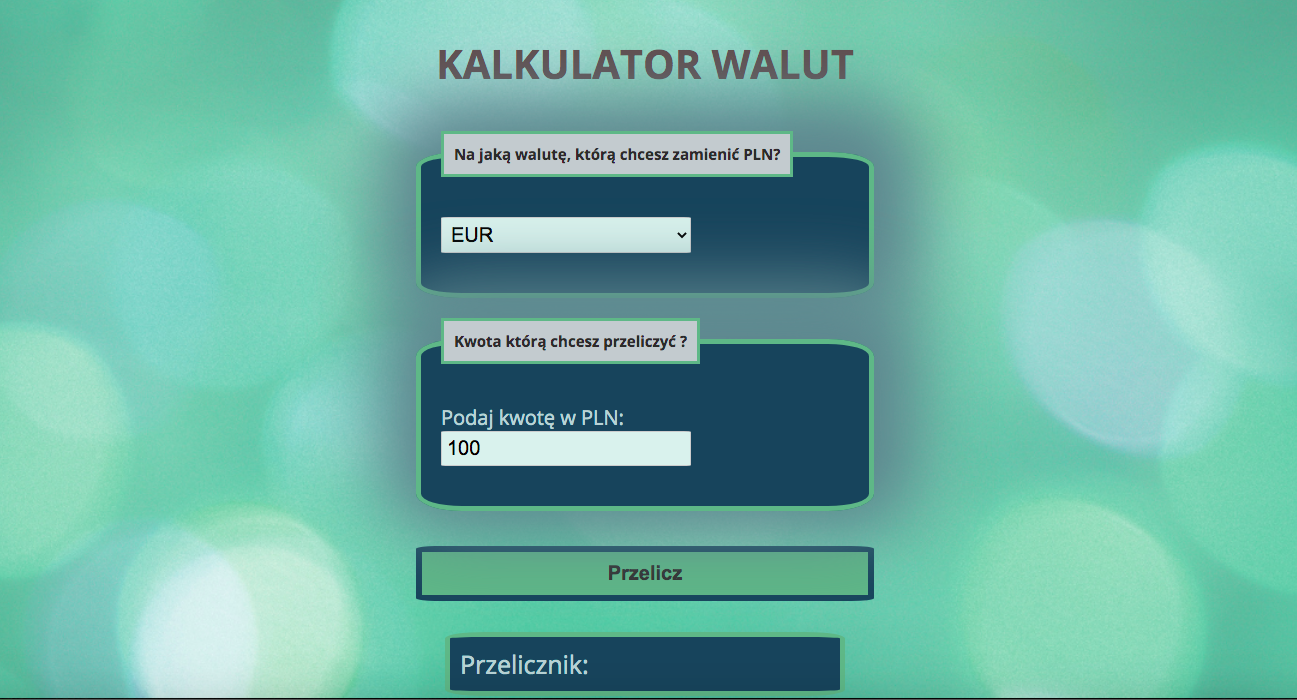 KALKULATOR WALUT
Na jaką walutę, którą chcesz zamienić PLN?
EUR
Kwota którą chcesz przeliczyć ?
Podaj kwotę w PLN:
100
Przelicz
Przelicznik: